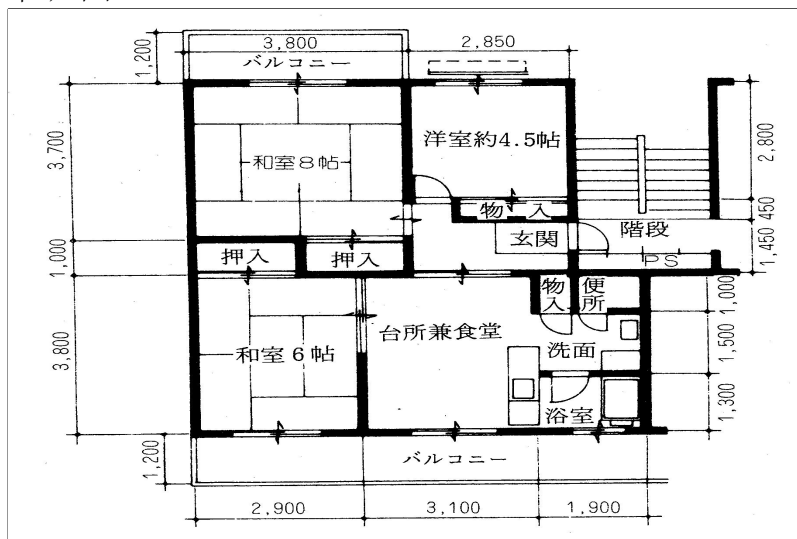 3,800
2,850
1,200
バルコニー
3,700
和室8帖
洋室約4.5帖
2,800
物 入
450
玄関
階段
1,450
PS
1,000
押入
押入
物入
便所
1,000
台所兼食堂
和室6帖
洗面
1,500
3,800
浴室
1,300
バルコニー
1,200
2,900
3,100
1,900